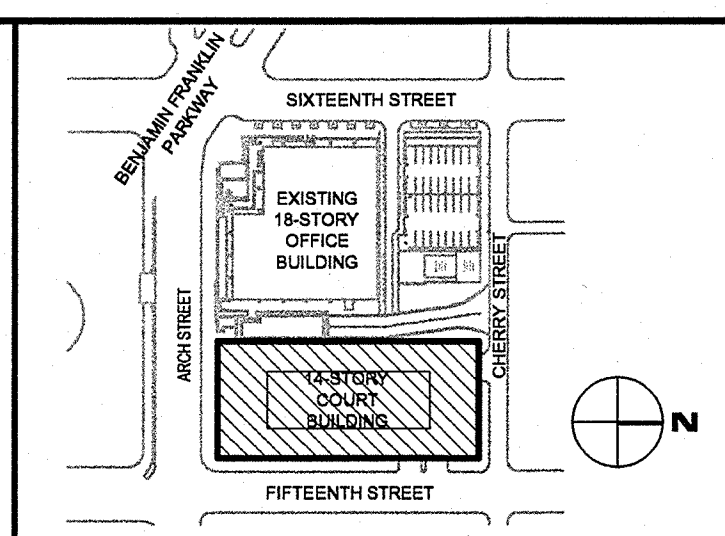 BENJAMIN FRANKLIN
PARKWAY
SIXTEENTH STREET
EXISTING
18-STORY
OFFICE
BUILDING
ARCH STREET
CHERRY STREET
14-STORY
COURT
BUILDING
N
FIFTEENTH STREET